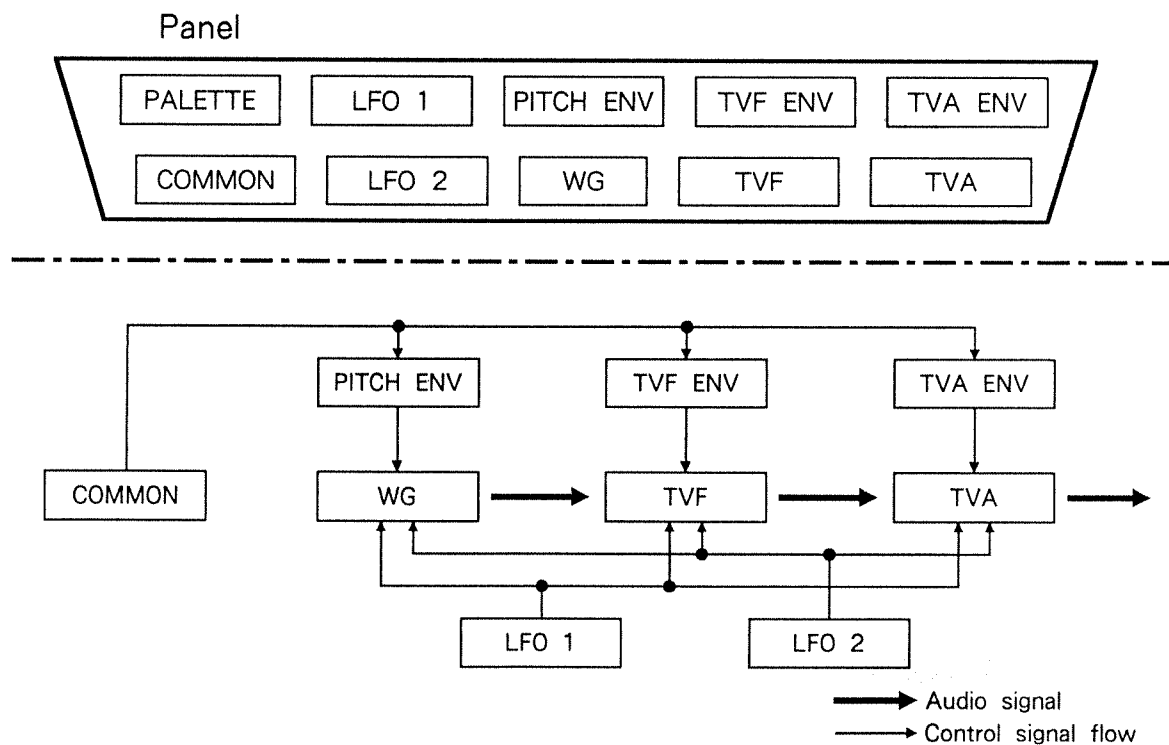 Panel
PALETTE LFO 1 PITCH ENV TVF ENV TVA ENV
COMMON LFO 2 WG TVF TVA
PITCH ENV TVF ENV TVA ENV
COMMON WG TVF TVA
LFO 1 LFO 2
Audio signal
Control signal flow